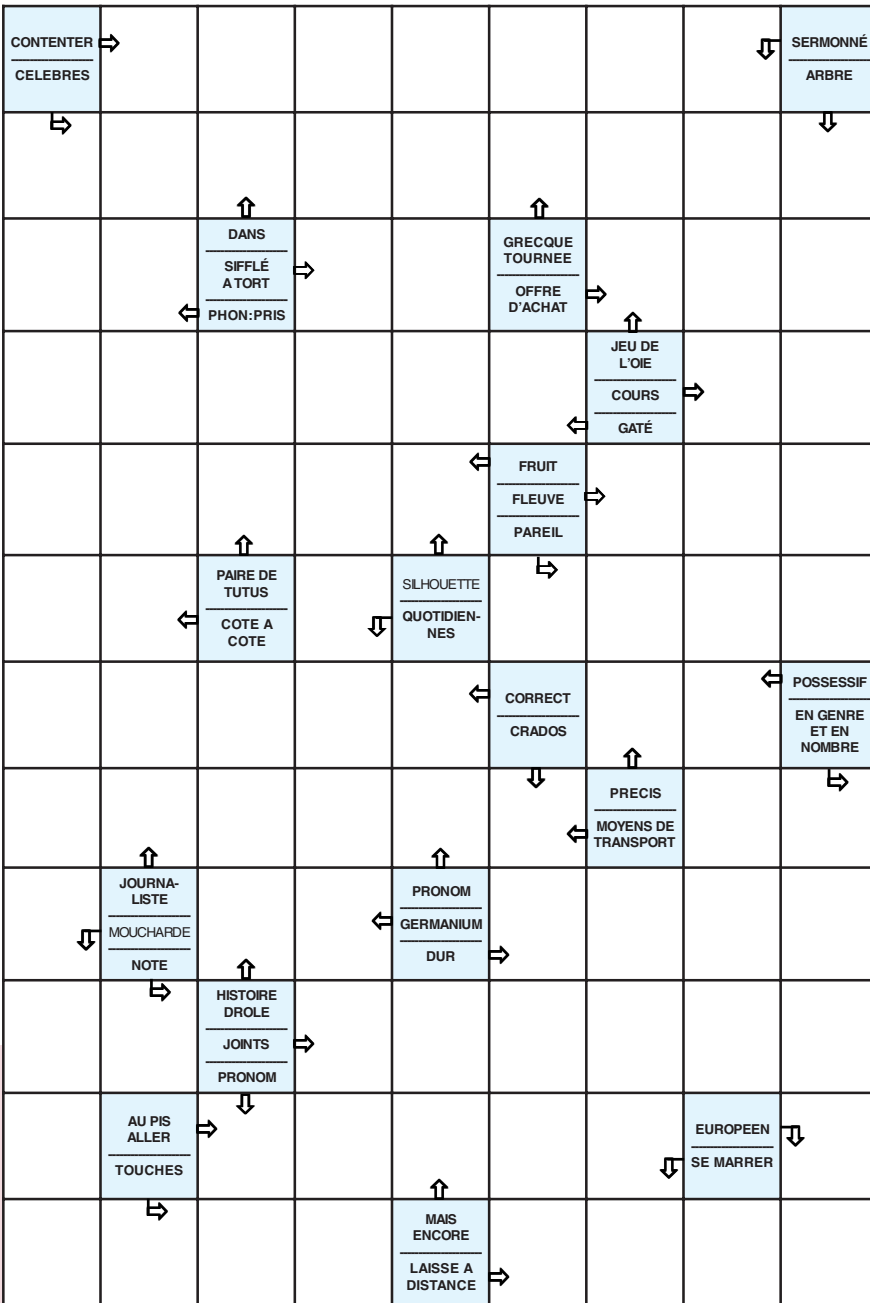 CONTENTER
CELEBRES
SERMONNÉ
ARBRE
DANS
SIFFLÉ
A TORT
PHON:PRIS
GRECQUE
TOURNEE
OFFRE
D'ACHAT
JEU DE
L'OIE
COURS
GATÉ
FRUIT
FLEUVE
PAREIL
PAIRE DE
TUTUS
COTE A
COTE
SILHOUETTE
QUOTIDIEN-
NES
CORRECT
CRADOS
POSSESSIF
EN GENRE
ET EN
NOMBRE
PRECIS
MOYENS DE
TRANSPORT
JOURNA-
LISTE
MOUCHARDE
NOTE
PRONOM
GERMANIUM
DUR
HISTOIRE
DROLE
JOINTS
PRONOM
AU PIS
ALLER
TOUCHES
EUROPEEN
SE MARRER
MAIS
ENCORE
LAISSE A
DISTANCE